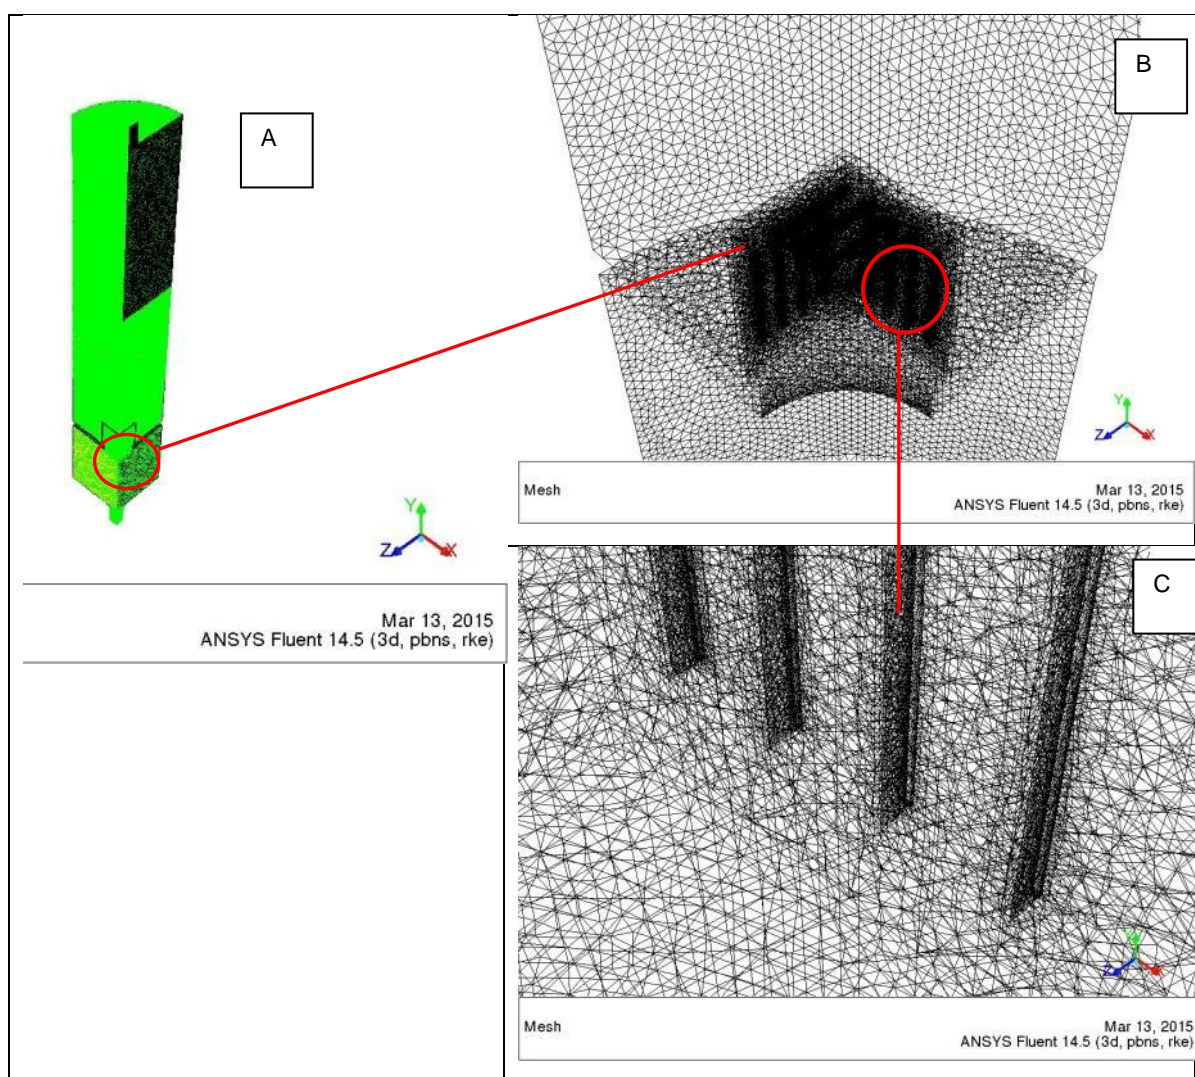 A
Y
Z
X
Mar 13, 2015
ANSYS Fluent 14.5 (3d, pbns, rke)
B
Y
Z
X
Mesh
Mar 13, 2015
ANSYS Fluent 14.5 (3d, pbns, rke)
C
Y
Z
X
Mesh
Mar 13, 2015
ANSYS Fluent 14.5 (3d, pbns, rke)